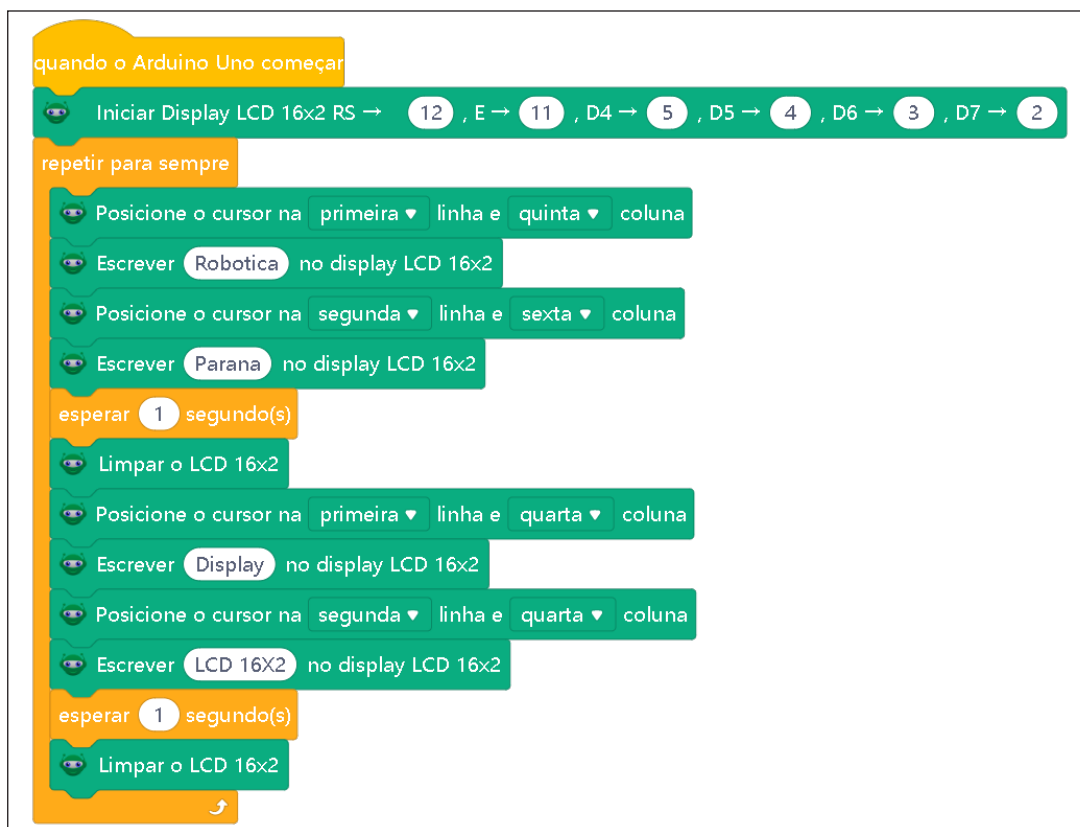 quando o Arduino Uno começar
Iniciar Display LCD 16x2 RS → 12 , E → 11 , D4 → 5 , D5 → 4 , D6 → 3 , D7 → 2
repetir para sempre
Posicione o cursor na primeira ▾ linha e quinta ▾ coluna
Escrever Robotica no display LCD 16x2
Posicione o cursor na segunda ▾ linha e sexta ▾ coluna
Escrever Parana no display LCD 16x2
esperar 1 segundo(s)
Limpar o LCD 16x2
Posicione o cursor na primeira ▾ linha e quarta ▾ coluna
Escrever Display no display LCD 16x2
Posicione o cursor na segunda ▾ linha e quarta ▾ coluna
Escrever LCD 16X2 no display LCD 16x2
esperar 1 segundo(s)
Limpar o LCD 16x2